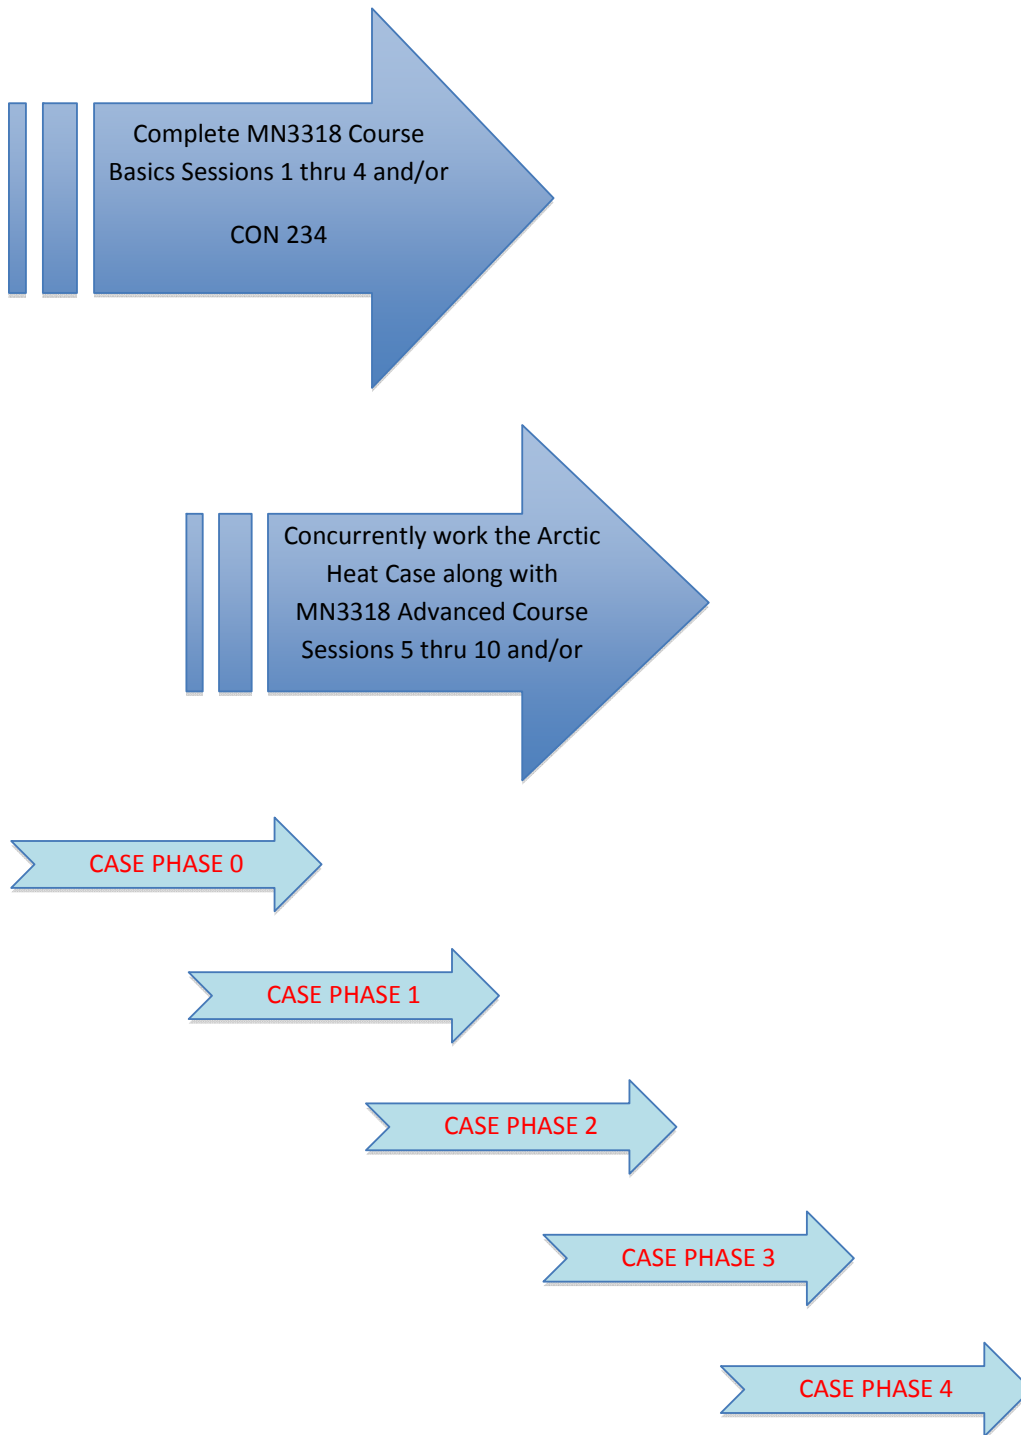 Complete MN3318 Course
Basics Sessions 1 thru 4 and/or
CON 234
Concurrently work the Arctic
Heat Case along with
MN3318 Advanced Course
Sessions 5 thru 10 and/or
CASE PHASE 0
CASE PHASE 1
CASE PHASE 2
CASE PHASE 3
CASE PHASE 4